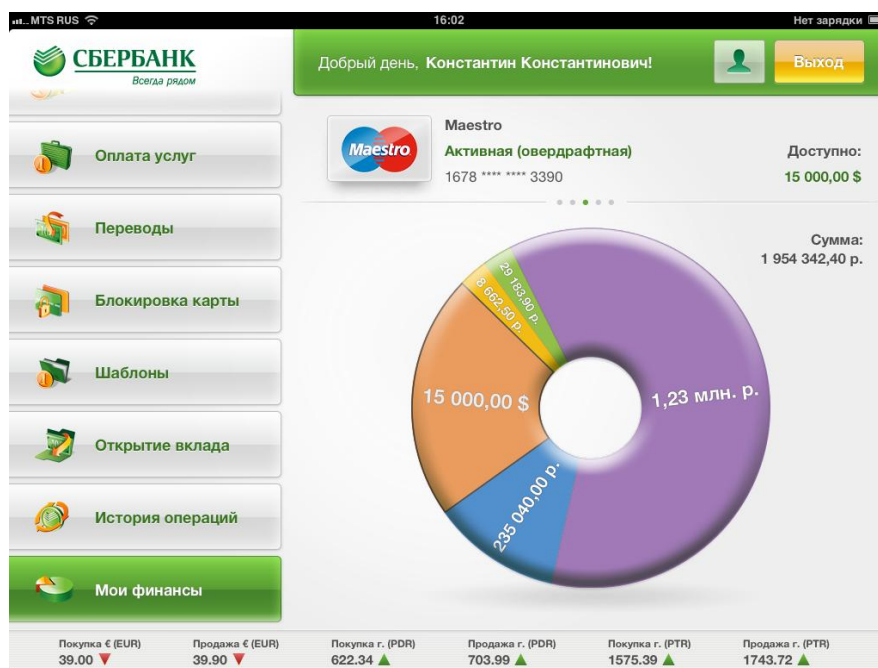 MTS RUS 16:02 Нет зарядки
СБЕРБАНК
Всегда рядом
Добрый день, Константин Константинович!
Выход
Оплата услуг
Переводы
Блокировка карты
Шаблоны
Открытие вклада
История операций
Мои финансы
Maestro
Maestro
Активная (овердрафтная)
1678 **** **** 3390
Доступно:
15 000,00 $
Сумма:
1 954 342,40 р.
29 183,90 р.
8 662,50 р.
15 000,00 $
1,23 млн. р.
235 040,00 р.
Покупка € (EUR) Продажа € (EUR) Покупка г. (PDR) Продажа г. (PDR) Покупка г. (PTR) Продажа г. (PTR)
39.00 39.90 622.34 703.99 1575.39 1743.72